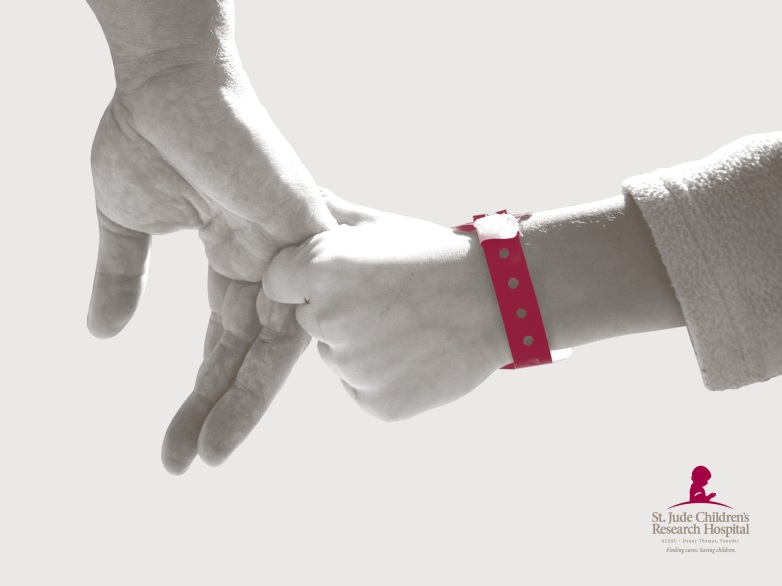 St. Jude Children's
Research Hospital
ALSAC • Danny Thomas, Founder
Finding cures. Saving children.